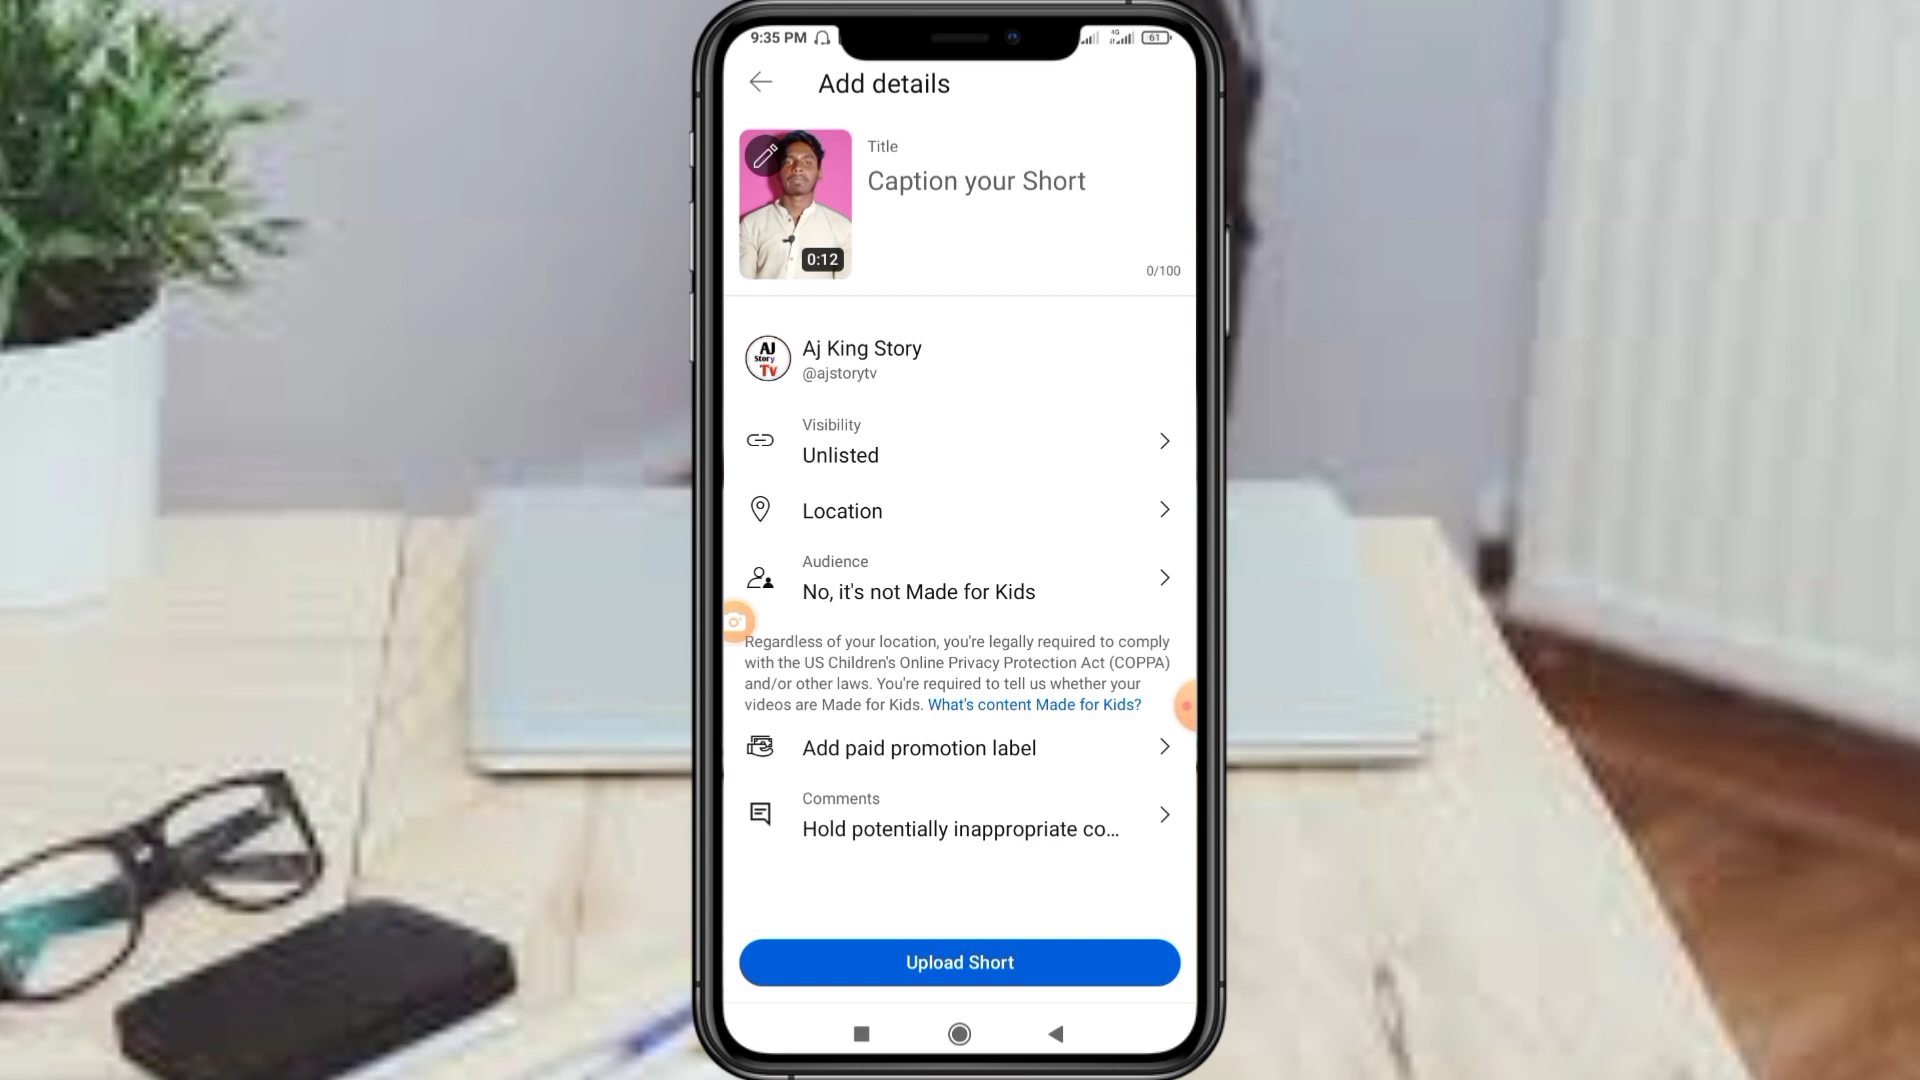 9:35 PM
4G
61
Add details
Title
Caption your Short
0:12
0/100
AJ
Story
Tv
Aj King Story
@ajstorytv
Visibility
Unlisted
Location
Audience
No, it's not Made for Kids
Regardless of your location, you're legally required to comply
with the US Children's Online Privacy Protection Act (COPPA)
and/or other laws. You're required to tell us whether your
videos are Made for Kids. What's content Made for Kids?
Add paid promotion label
Comments
Hold potentially inappropriate co...
Upload Short